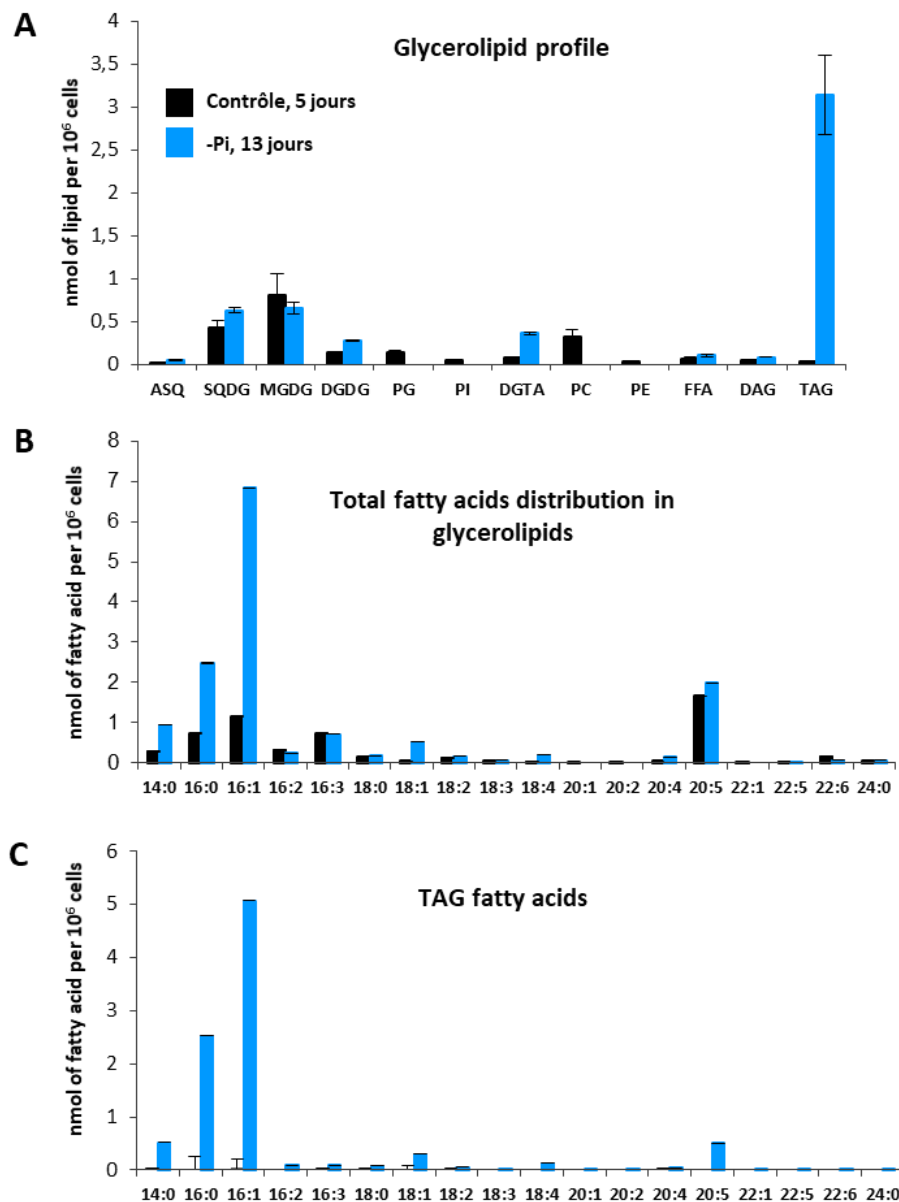 A
Glycerolipid profile
Contrôle, 5 jours
-Pi, 13 jours
nmol of lipid per 10⁶ cells
4
3,5
3
2,5
2
1,5
1
0,5
0
ASQ SQDG MGDG DGDG PG PI DGTA PC PE FFA DAG TAG
B
Total fatty acids distribution in
glycerolipids
nmol of fatty acid per 10⁶ cells
8
7
6
5
4
3
2
1
0
14:0 16:0 16:1 16:2 16:3 18:0 18:1 18:2 18:3 18:4 20:1 20:2 20:4 20:5 22:1 22:5 22:6 24:0
C
TAG fatty acids
nmol of fatty acid per 10⁶ cells
6
5
4
3
2
1
0
14:0 16:0 16:1 16:2 16:3 18:0 18:1 18:2 18:3 18:4 20:1 20:2 20:4 20:5 22:1 22:5 22:6 24:0